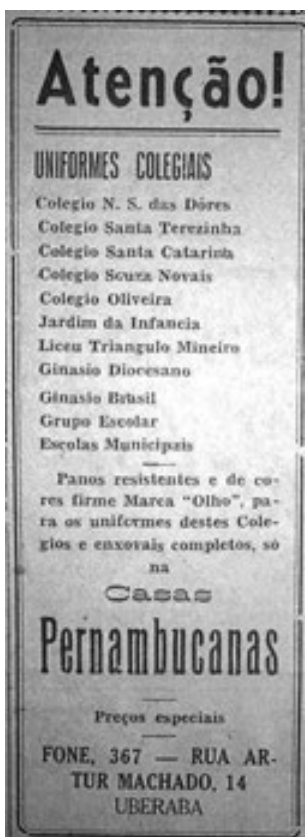 Atenção!
UNIFORMES COLEGIAIS
Colegio N. S. das Dôres
Colegio Santa Terezinha
Colegio Santa Catarina
Colegio Souza Novais
Colegio Oliveira
Jardim da Infancia
Liceu Triangulo Mineiro
Ginasio Diocesano
Ginasio Brasil
Grupo Escolar
Escolas Municipais
Panos resistentes e de co-
res firme Marca "Olho", pa-
ra os uniformes destes Cole-
gios e enxovais completos, só
na
Casas
Pernambucanas
Preços especiais
FONE, 367 — RUA AR-
TUR MACHADO, 14
UBERABA